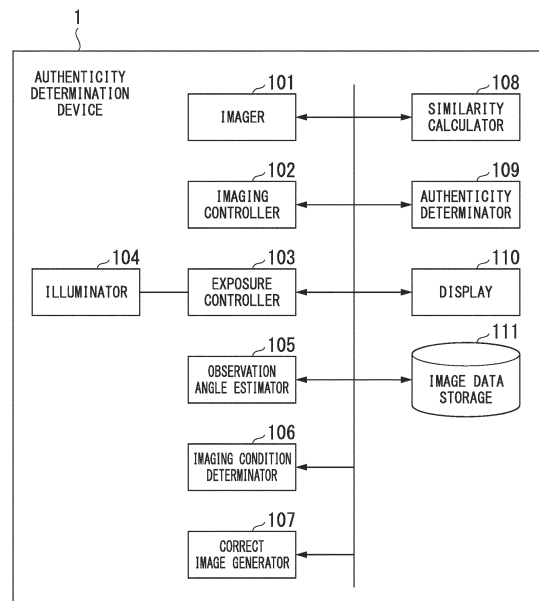 1
AUTHENTICITY
DETERMINATION
DEVICE
101
IMAGER
108
SIMILARITY
CALCULATOR
102
IMAGING
CONTROLLER
109
AUTHENTICITY
DETERMINATOR
104
ILLUMINATOR
103
EXPOSURE
CONTROLLER
110
DISPLAY
105
OBSERVATION
ANGLE ESTIMATOR
111
IMAGE DATA
STORAGE
106
IMAGING CONDITION
DETERMINATOR
107
CORRECT
IMAGE GENERATOR